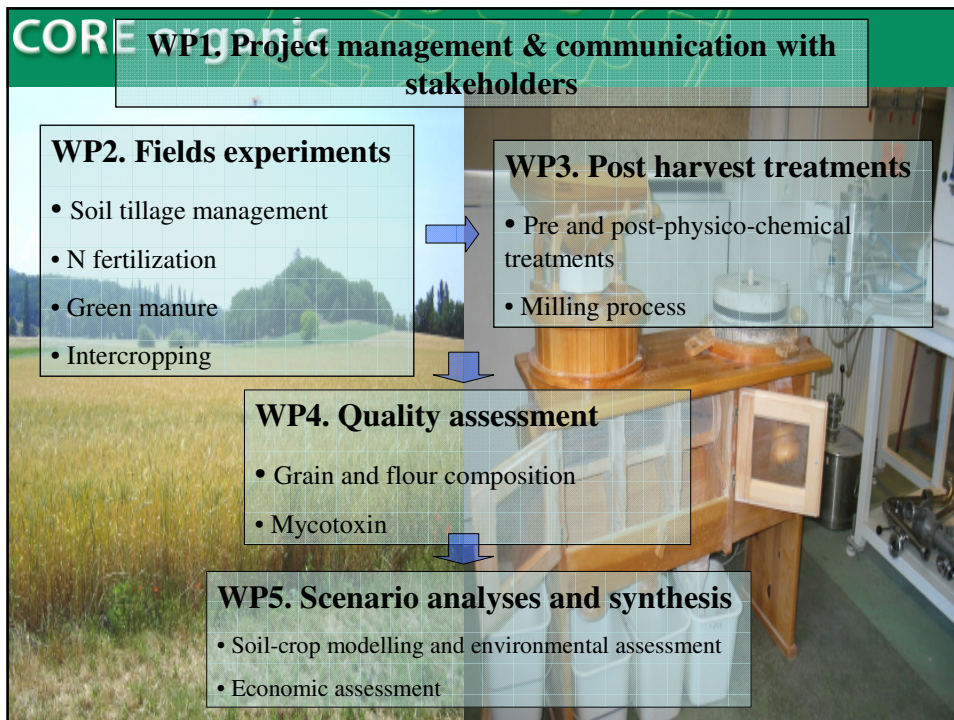 CORE organic
WP1. Project management & communication with
stakeholders
WP2. Fields experiments
• Soil tillage management
• N fertilization
• Green manure
• Intercropping
WP3. Post harvest treatments
• Pre and post-physico-chemical
treatments
• Milling process
WP4. Quality assessment
• Grain and flour composition
• Mycotoxin
WP5. Scenario analyses and synthesis
• Soil-crop modelling and environmental assessment
• Economic assessment